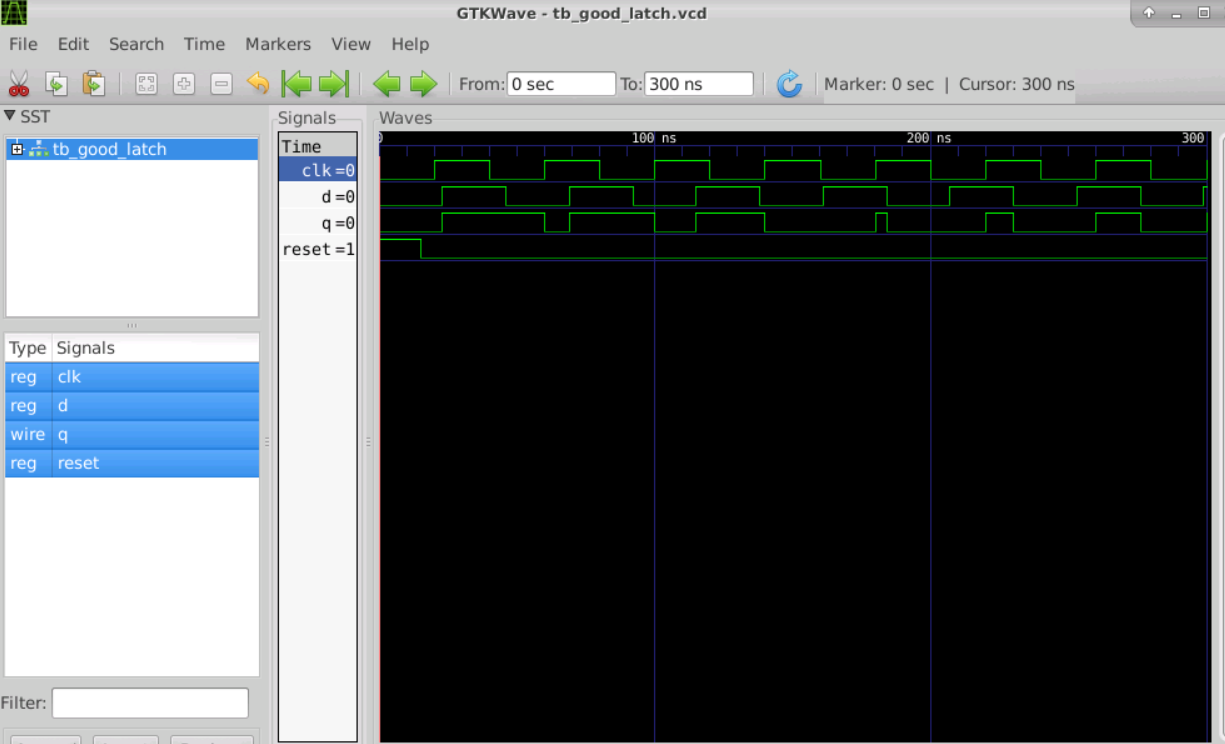 GTKWave - tb_good_latch.vcd
File Edit Search Time Markers View Help
From: 0 sec To: 300 ns Marker: 0 sec | Cursor: 300 ns
SST
tb_good_latch
Type Signals
reg clk
reg d
wire q
reg reset
Filter:
Signals
Time
clk=0
d=0
q=0
reset=1
Waves
0 100 ns 200 ns 300